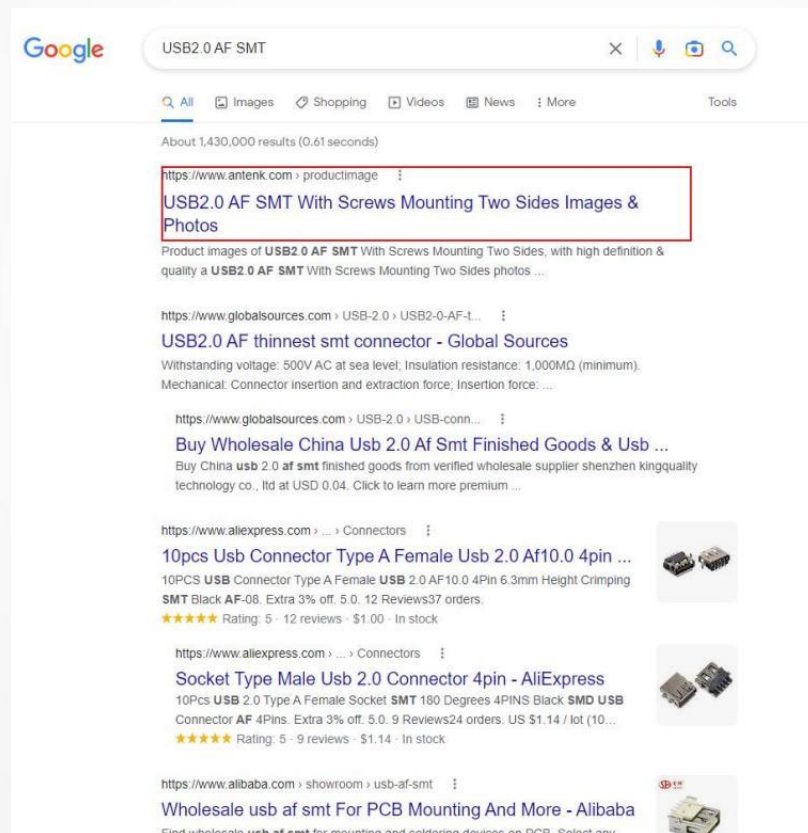 Google
USB2.0 AF SMT
All Images Shopping Videos News More Tools
About 1,430,000 results (0.61 seconds)
https://www.antenk.com › productimage
USB2.0 AF SMT With Screws Mounting Two Sides Images &
Photos
Product images of USB2.0 AF SMT With Screws Mounting Two Sides, with high definition &
quality a USB2.0 AF SMT With Screws Mounting Two Sides photos ...
https://www.globalsources.com › USB-2.0 › USB2-0-AF-t...
USB2.0 AF thinnest smt connector - Global Sources
Withstanding voltage: 500V AC at sea level; Insulation resistance: 1,000MΩ (minimum).
Mechanical: Connector insertion and extraction force; Insertion force: ...
https://www.globalsources.com › USB-2.0 › USB-conn...
Buy Wholesale China Usb 2.0 Af Smt Finished Goods & Usb ...
Buy China usb 2.0 af smt finished goods from verified wholesale supplier shenzhen kingquality
technology co., ltd at USD 0.04. Click to learn more premium ...
https://www.aliexpress.com › ... › Connectors
10pcs Usb Connector Type A Female Usb 2.0 Af10.0 4pin ...
10PCS USB Connector Type A Female USB 2.0 AF10.0 4Pin 6.3mm Height Crimping
SMT Black AF-08. Extra 3% off. 5.0. 12 Reviews37 orders.
★★★★★ Rating: 5 · 12 reviews · $1.00 · In stock
https://www.aliexpress.com › ... › Connectors
Socket Type Male Usb 2.0 Connector 4pin - AliExpress
10Pcs USB 2.0 Type A Female Socket SMT 180 Degrees 4PINS Black SMD USB
Connector AF 4Pins. Extra 3% off. 5.0. 9 Reviews24 orders. US $1.14 / lot (10...
★★★★★ Rating: 5 · 9 reviews · $1.14 · In stock
https://www.alibaba.com › showroom › usb-af-smt
Wholesale usb af smt For PCB Mounting And More - Alibaba
Find wholesale usb af smt for mounting and soldering devices on PCB. Select any